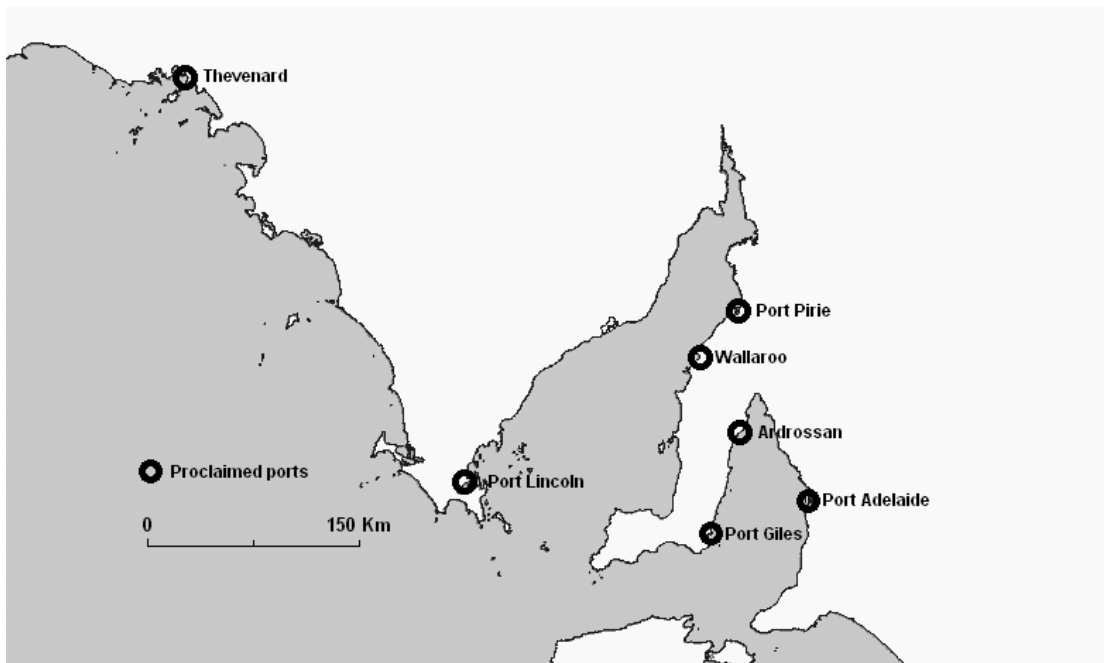 Thevenard
Port Pirie
Wallaroo
Ardrossan
Proclaimed ports
Port Lincoln
Port Adelaide
0 150 Km
Port Giles